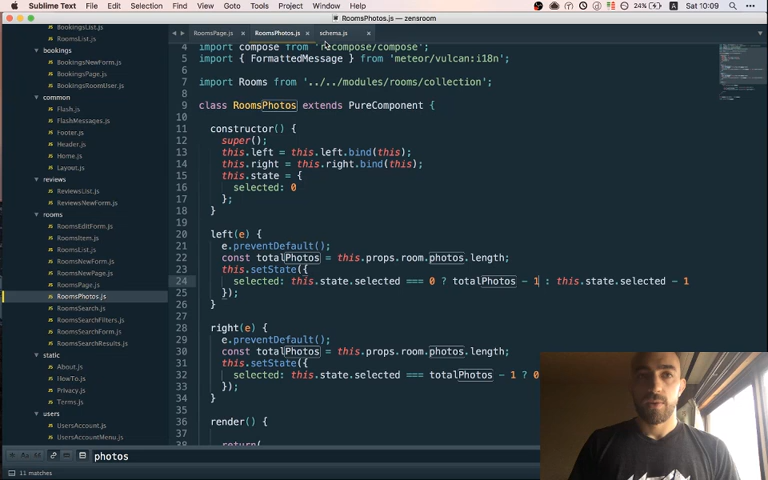 Sublime Text File Edit Selection Find View Goto Tools Project Window Help 24% Sat 10:09
RoomsPhotos.js — zensroom
RoomsPage.js RoomsPhotos.js schema.js
BookingsList.js
RoomsList.js
bookings
BookingsNewForm.js
BookingsPage.js
BookingsRoomUser.js
common
Flash.js
FlashMessages.js
Footer.js
Header.js
Home.js
Layout.js
reviews
ReviewsList.js
ReviewsNewForm.js
rooms
RoomsEditForm.js
RoomsItem.js
RoomsList.js
RoomsNewForm.js
RoomsNewPage.js
RoomsPage.js
RoomsPhotos.js
RoomsSearch.js
RoomsSearchFilters.js
RoomsSearchForm.js
RoomsSearchResults.js
static
About.js
HowTo.js
Privacy.js
Terms.js
users
UsersAccount.js
UsersAccountMenu.js
4 import compose from 'recompose/compose';
5 import { FormattedMessage } from 'meteor/vulcan:i18n';
6
7 import Rooms from '../../modules/rooms/collection';
8
9 class RoomsPhotos extends PureComponent {
10
11 constructor() {
12 super();
13 this.left = this.left.bind(this);
14 this.right = this.right.bind(this);
15 this.state = {
16 selected: 0
17 };
18 }
19
20 left(e) {
21 e.preventDefault();
22 const totalPhotos = this.props.room.photos.length;
23 this.setState({
24 selected: this.state.selected === 0 ? totalPhotos - 1 : this.state.selected - 1
25 });
26 }
27
28 right(e) {
29 e.preventDefault();
30 const totalPhotos = this.props.room.photos.length;
31 this.setState({
32 selected: this.state.selected === totalPhotos - 1 ? 0
33 });
34 }
35
36 render() {
37
38 return(
photos
11 matches